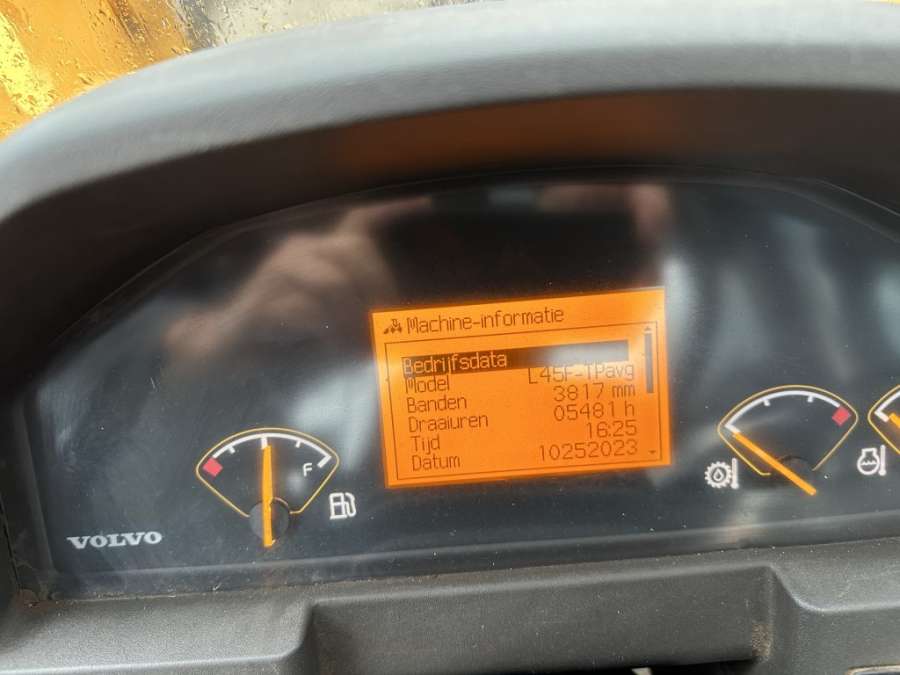 Machine-informatie
Bedrijfsdata
Model L45F-TPavg
Banden 3817 mm
Draaiuren 05481 h
Tijd 16:25
Datum 10252023
F
VOLVO